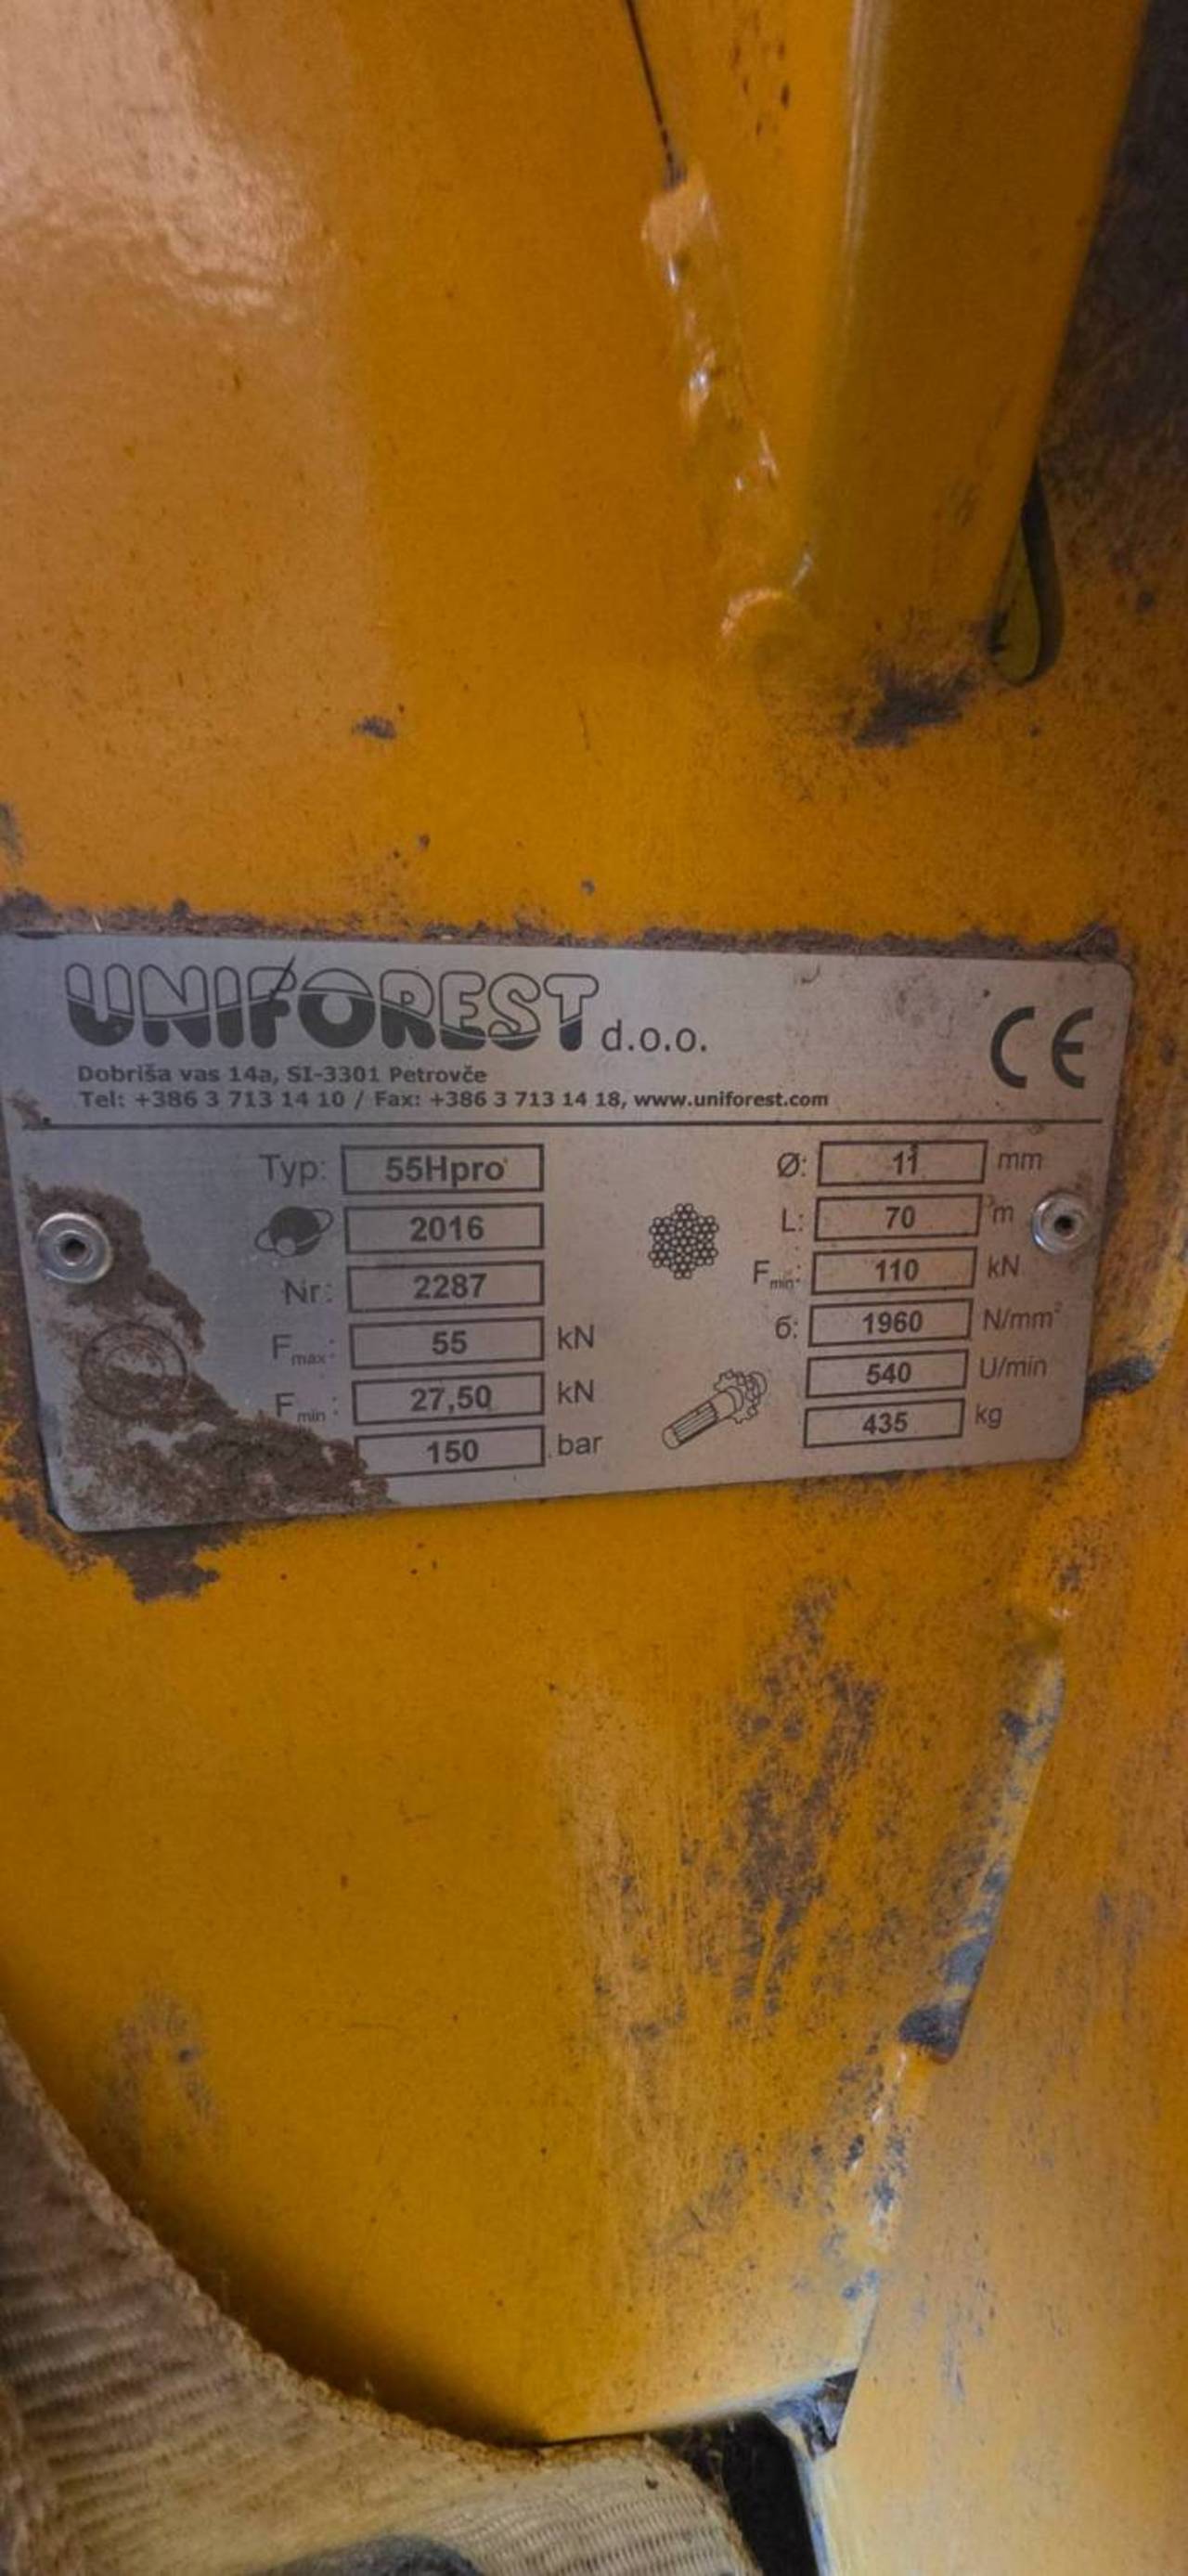 UNIFOREST d.o.o.
CE
Dobriša vas 14a, SI-3301 Petrovče
Tel: +386 3 713 14 10 / Fax: +386 3 713 14 18, www.uniforest.com
Typ: 55Hpro
2016
Nr.: 2287
Fmax: 55 kN
Fmin: 27,50 kN
150 bar
Ø: 11 mm
L: 70 m
Fmin: 110 kN
б: 1960 N/mm²
540 U/min
435 kg